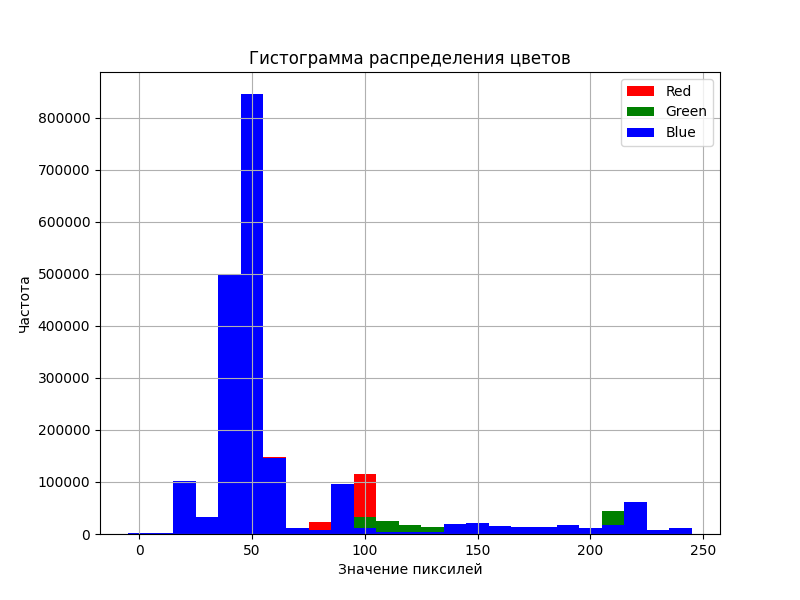 Гистограмма распределения цветов
Red
Green
Blue
800000
700000
600000
500000
400000
300000
200000
100000
0
Частота
0
50
100
150
200
250
Значение пикселей